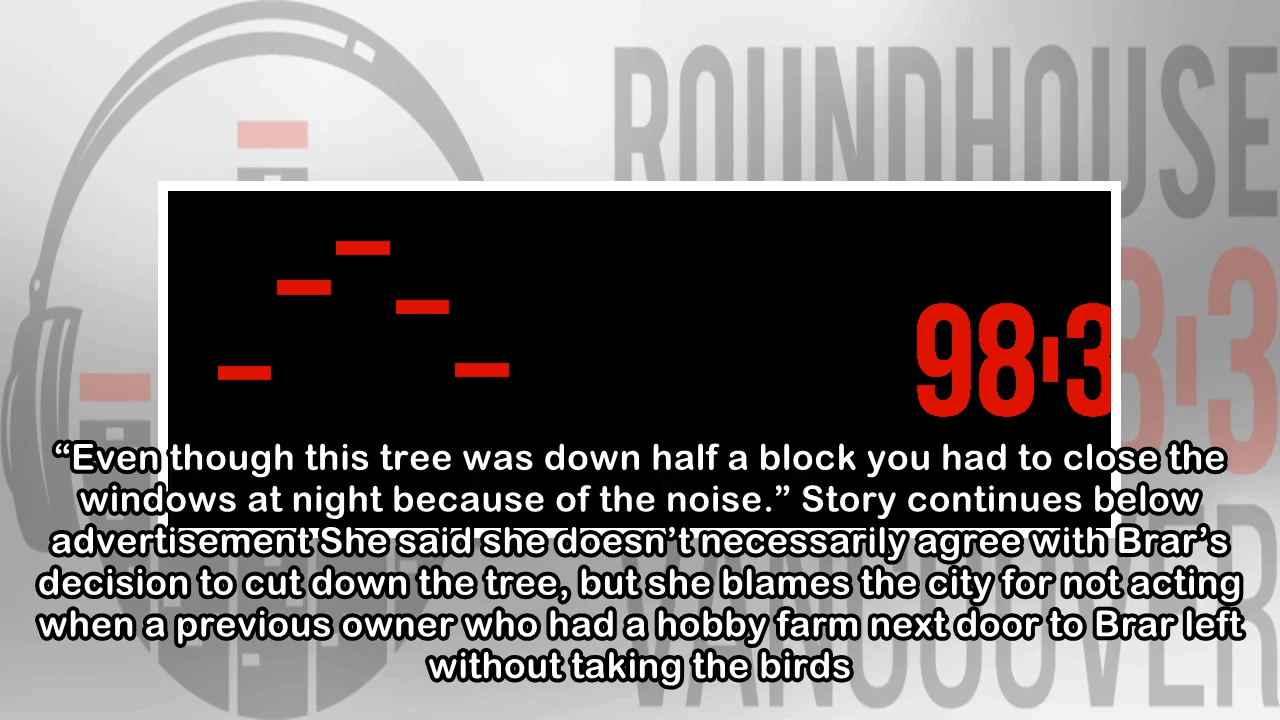 ROUNDHOUSE
98.3
3.3
“Even though this tree was down half a block you had to close the
windows at night because of the noise.” Story continues below
advertisement She said she doesn’t necessarily agree with Brar’s
decision to cut down the tree, but she blames the city for not acting
when a previous owner who had a hobby farm next door to Brar left
without taking the birds
VANCOUVER